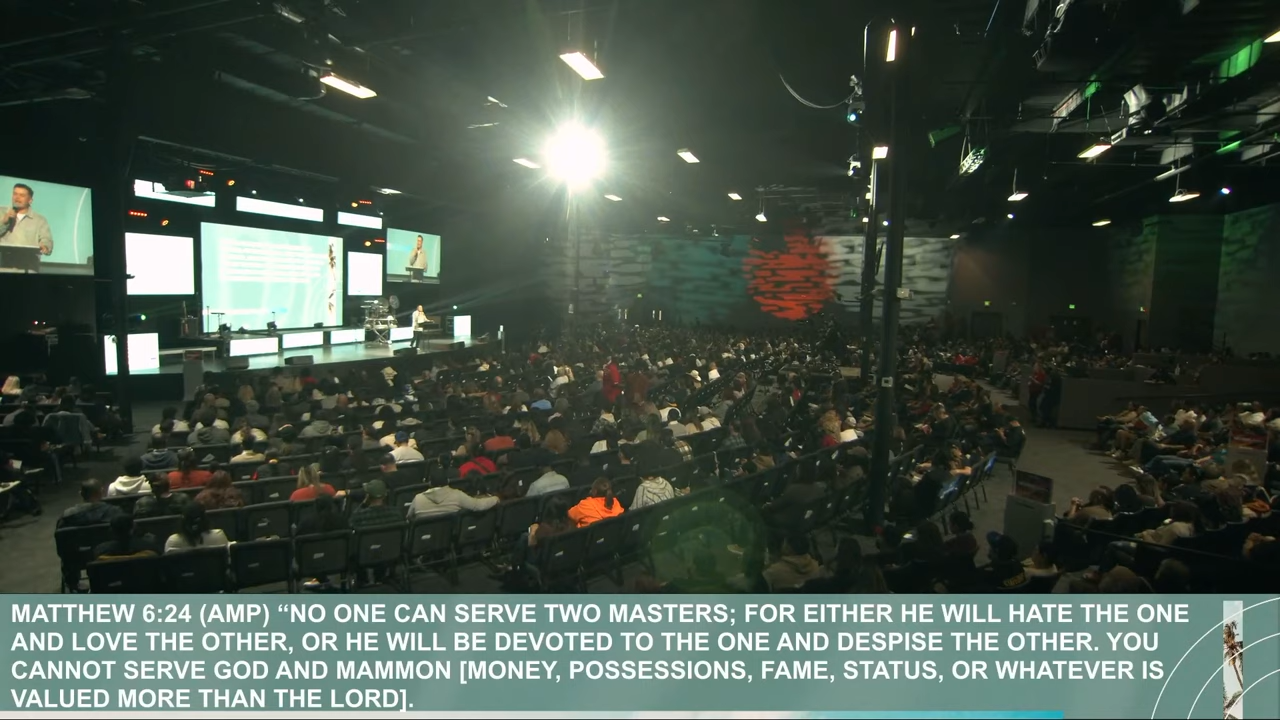 MATTHEW 6:24 (AMP) “NO ONE CAN SERVE TWO MASTERS; FOR EITHER HE WILL HATE THE ONE
AND LOVE THE OTHER, OR HE WILL BE DEVOTED TO THE ONE AND DESPISE THE OTHER. YOU
CANNOT SERVE GOD AND MAMMON [MONEY, POSSESSIONS, FAME, STATUS, OR WHATEVER IS
VALUED MORE THAN THE LORD].